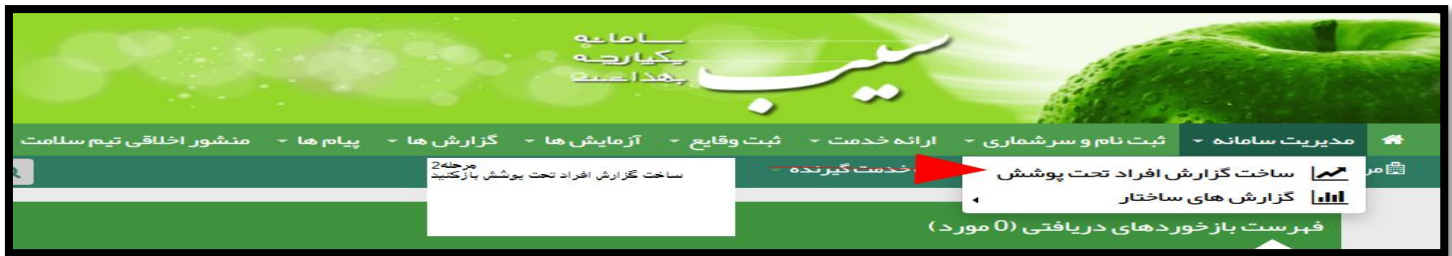 سامانه
یکپارچه
بهداشت
سیب
مدیریت سامانه ثبت نام و سرشماری ارائه خدمت ثبت وقایع آزمایش ها گزارش ها پیام ها منشور اخلاقی تیم سلامت
مر
خدمت گیرنده
ساخت گزارش افراد تحت پوشش
گزارش های ساختار
مرحله2
ساخت گزارش افراد تحت پوشش بازکنید
فهرست بازخوردهای دریافتی (0 مورد)